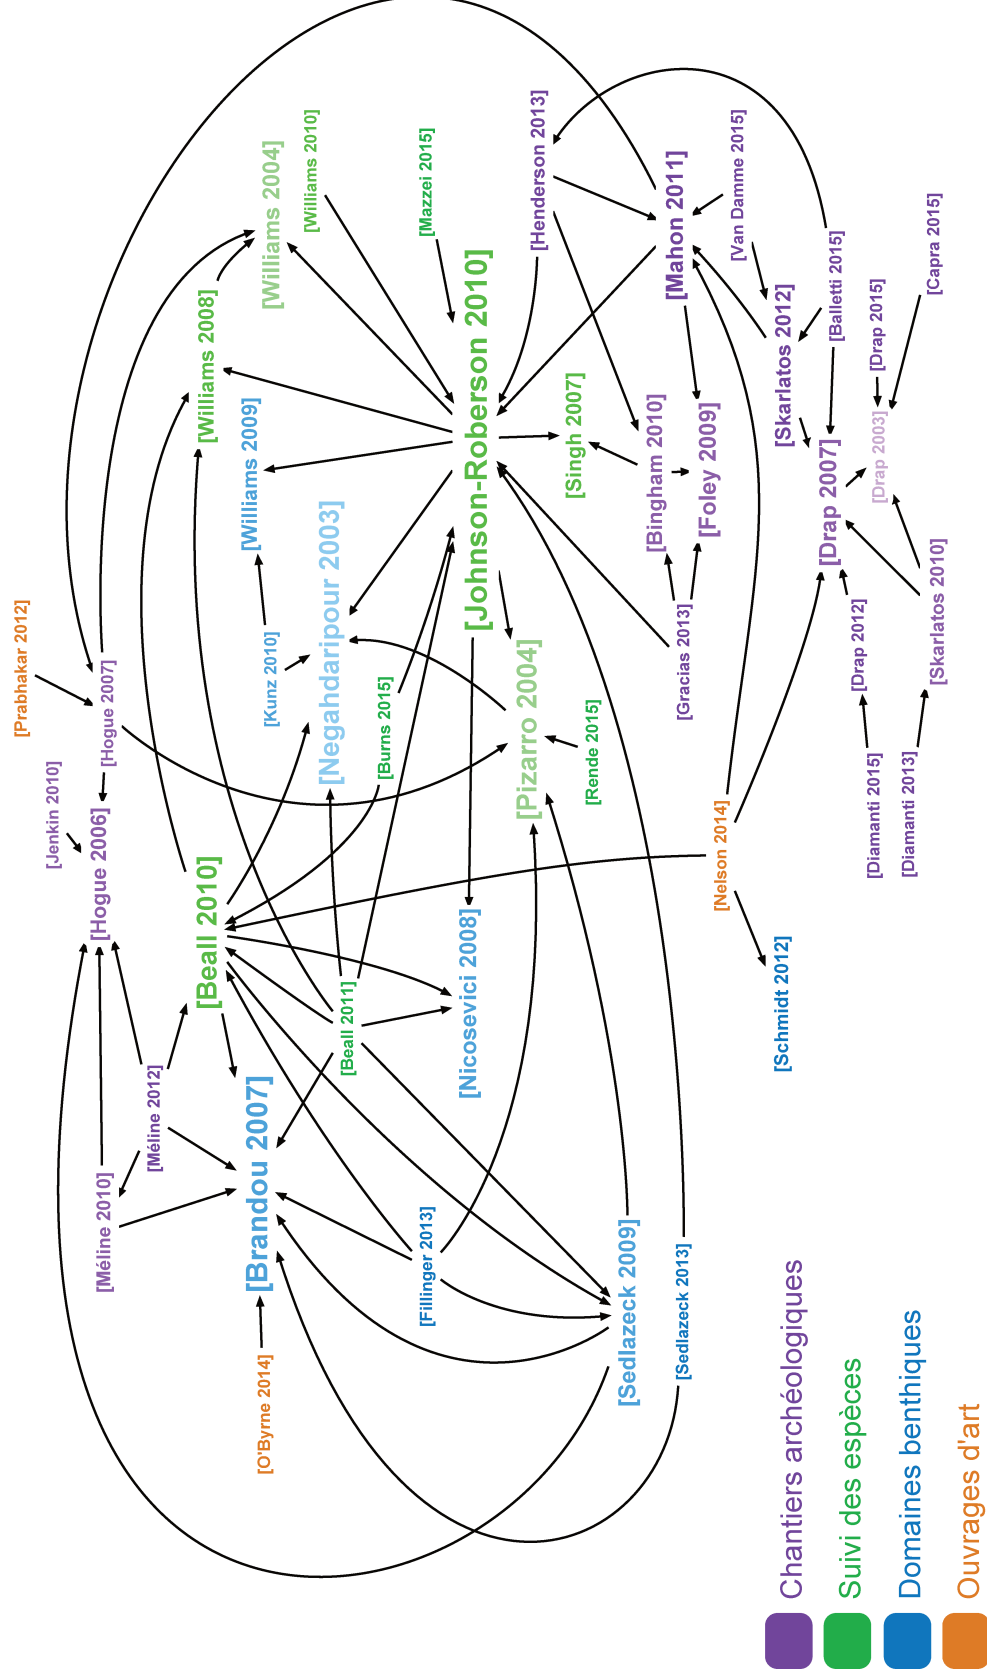 [Prabhakar 2012]
[Jenkin 2010]
[Hogue 2007]
[Hogue 2006]
[Méline 2010]
[Méline 2012]
[Beall 2010]
[Williams 2008]
[Williams 2009]
[Williams 2004]
[Williams 2010]
[Kunz 2010]
[Brandou 2007]
[O'Byrne 2014]
[Negahdaripour 2003]
[Beall 2011]
[Burns 2015]
[Mazzei 2015]
[Fillinger 2013]
[Nicosevici 2008]
[Johnson-Roberson 2010]
[Pizarro 2004]
[Henderson 2013]
[Singh 2007]
[Rende 2015]
[Sedlazeck 2009]
[Bingham 2010]
[Mahon 2011]
[Gracias 2013]
[Sedlazeck 2013]
[Foley 2009]
[Nelson 2014]
[Van Damme 2015]
[Schmidt 2012]
[Skarlatos 2012]
[Drap 2007]
[Balletti 2015]
[Drap 2012]
[Diamanti 2015]
[Drap 2003]
[Drap 2015]
[Diamanti 2013]
[Skarlatos 2010]
[Capra 2015]
Chantiers archéologiques
Suivi des espèces
Domaines benthiques
Ouvrages d'art